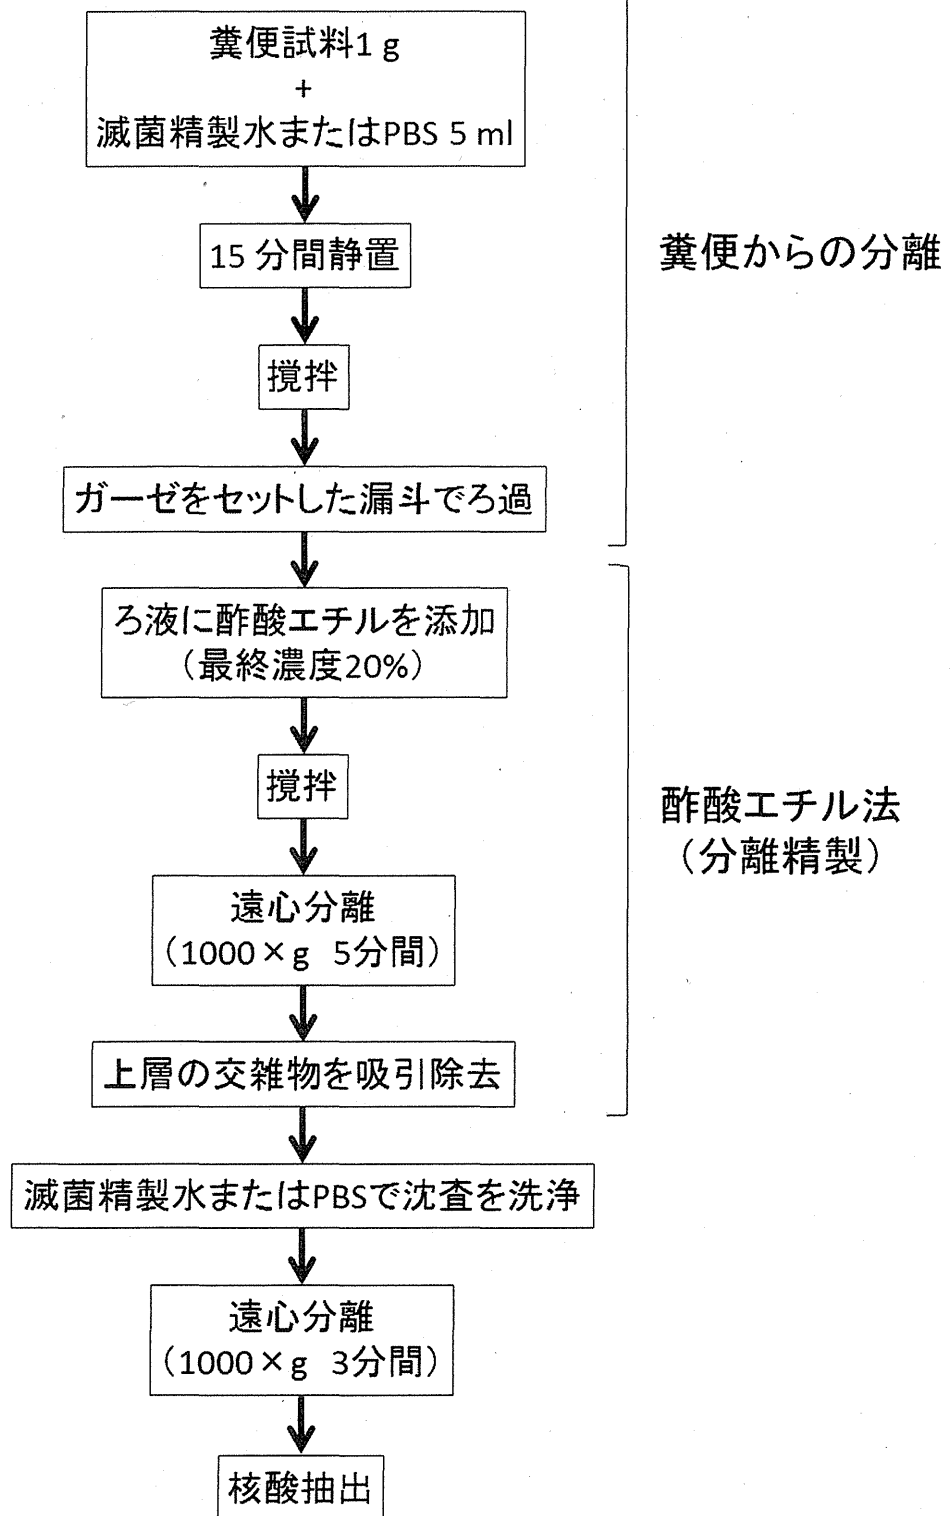 糞便試料1 g
+
滅菌精製水またはPBS 5 ml
15 分間静置
攪拌
ガーゼをセットした漏斗でろ過
糞便からの分離
ろ液に酢酸エチルを添加
（最終濃度20%）
攪拌
遠心分離
（1000×g 5分間）
上層の交雑物を吸引除去
酢酸エチル法
（分離精製）
滅菌精製水またはPBSで沈査を洗浄
遠心分離
（1000×g 3分間）
核酸抽出